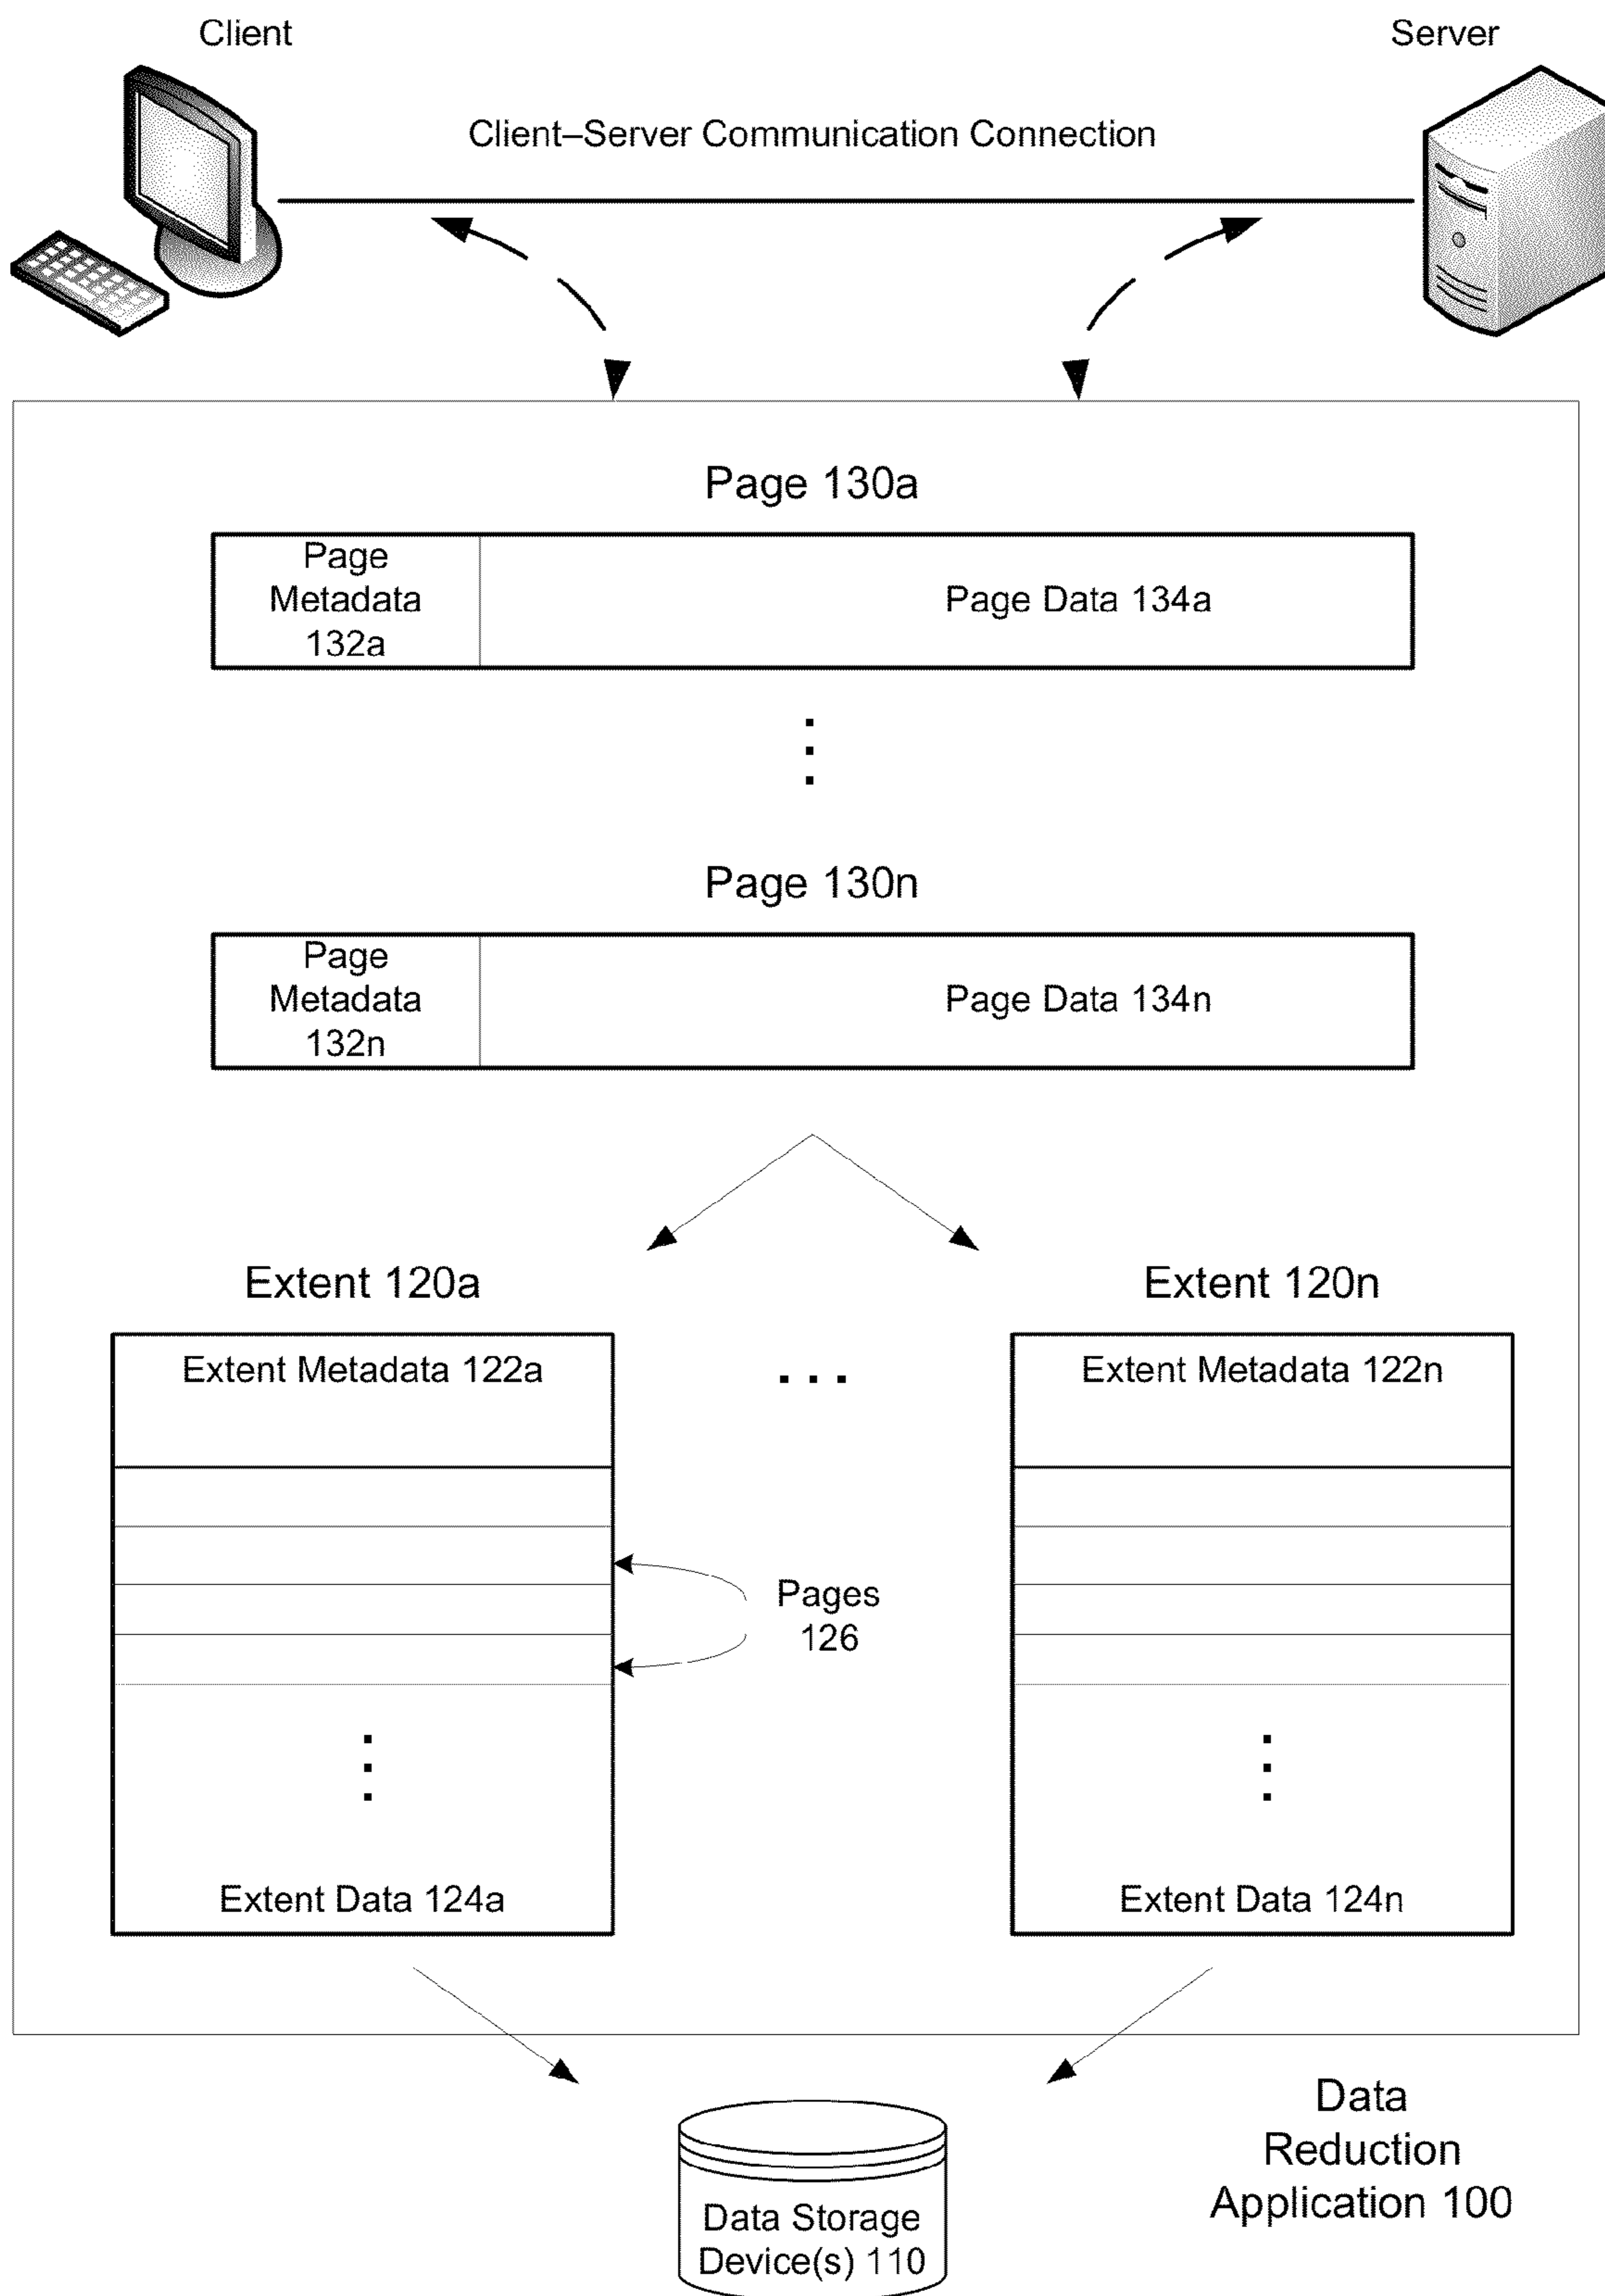 Client
Server
Client–Server Communication Connection
Page 130a
Page
Metadata
132a
Page Data 134a
Page 130n
Page
Metadata
132n
Page Data 134n
Extent 120a
Extent 120n
Extent Metadata 122a
Extent Metadata 122n
Pages
126
Extent Data 124a
Extent Data 124n
Data
Reduction
Application 100
Data Storage
Device(s) 110